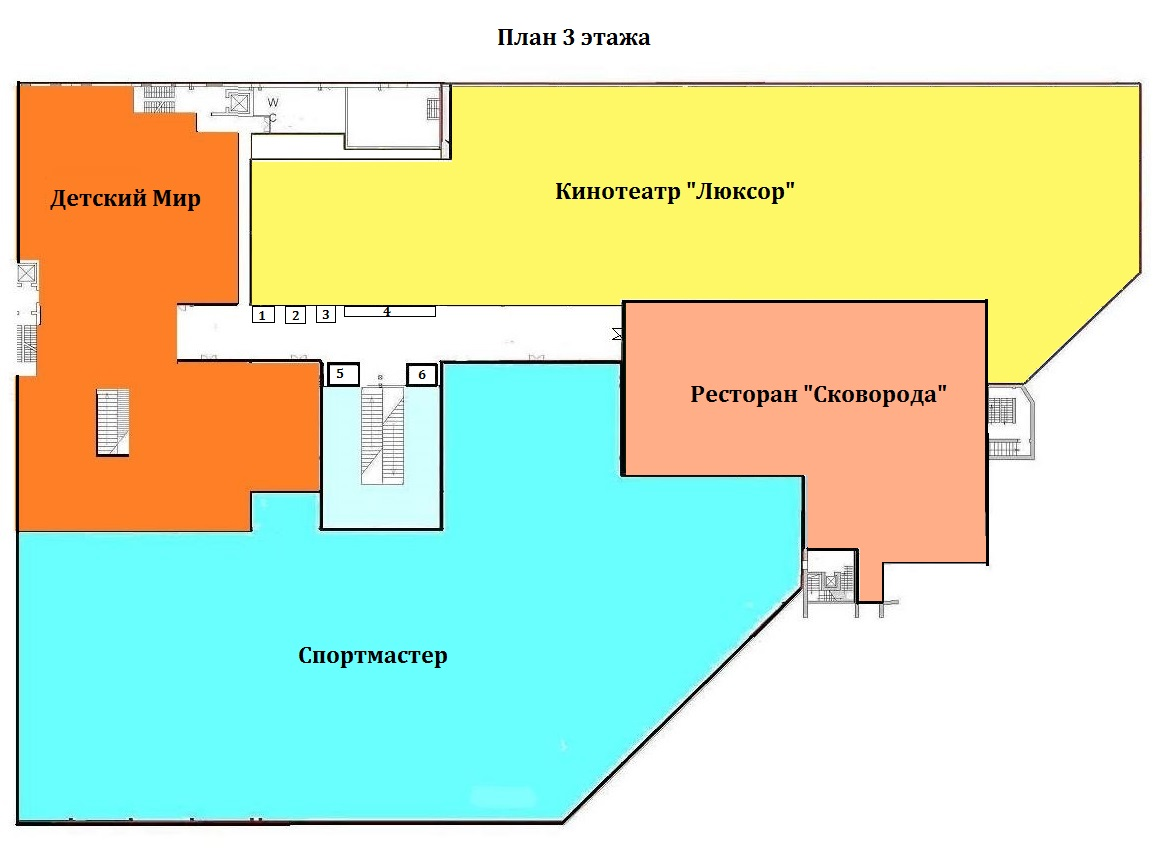 План 3 этажа
W
C
Детский Мир
Кинотеатр "Люксор"
1
2
3
4
5
6
Ресторан "Сковорода"
Спортмастер